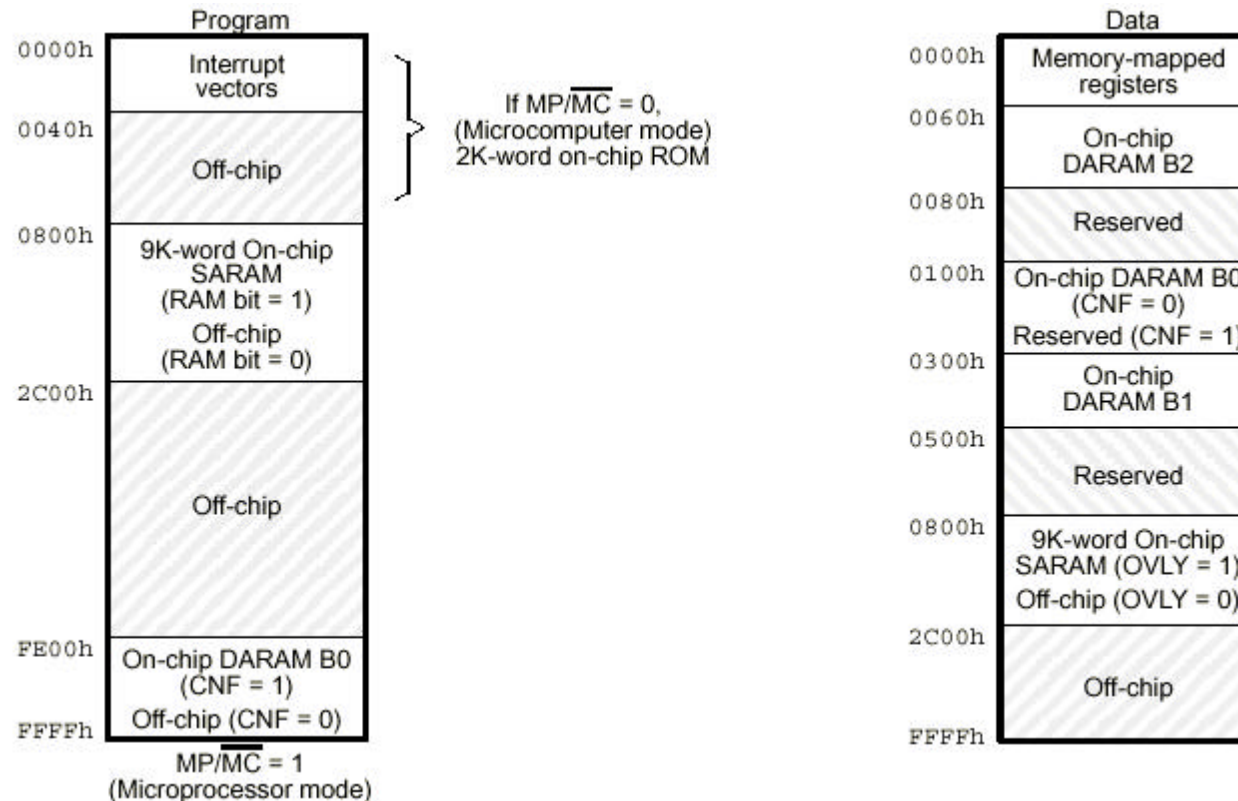 Program
0000h
Interrupt
vectors
0040h
Off-chip
0800h
9K-word On-chip
SARAM
(RAM bit = 1)
Off-chip
(RAM bit = 0)
2C00h
Off-chip
FE00h
On-chip DARAM B0
(CNF = 1)
Off-chip (CNF = 0)
FFFFh
MP/MC = 1
(Microprocessor mode)
If MP/MC = 0,
(Microcomputer mode)
2K-word on-chip ROM
Data
0000h
Memory-mapped
registers
0060h
On-chip
DARAM B2
0080h
Reserved
0100h
On-chip DARAM B0
(CNF = 0)
Reserved (CNF = 1)
0300h
On-chip
DARAM B1
0500h
Reserved
0800h
9K-word On-chip
SARAM (OVLY = 1)
Off-chip (OVLY = 0)
2C00h
Off-chip
FFFFh